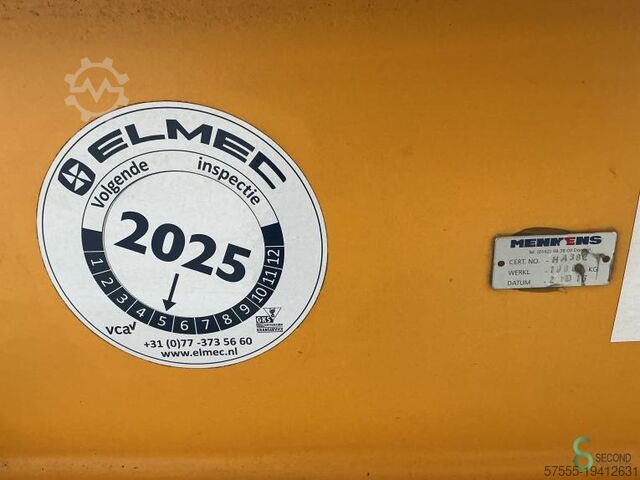 ELMEC
Volgende inspectie
2025
1 2 3 4 5 6 7 8 9 10 11 12
vca
GKS
+31 (0)77 -373 56 60
www.elmec.nl
MENNENS
CERT. NO.
WERKL. KG
DATUM
SECOND
57555-19412631